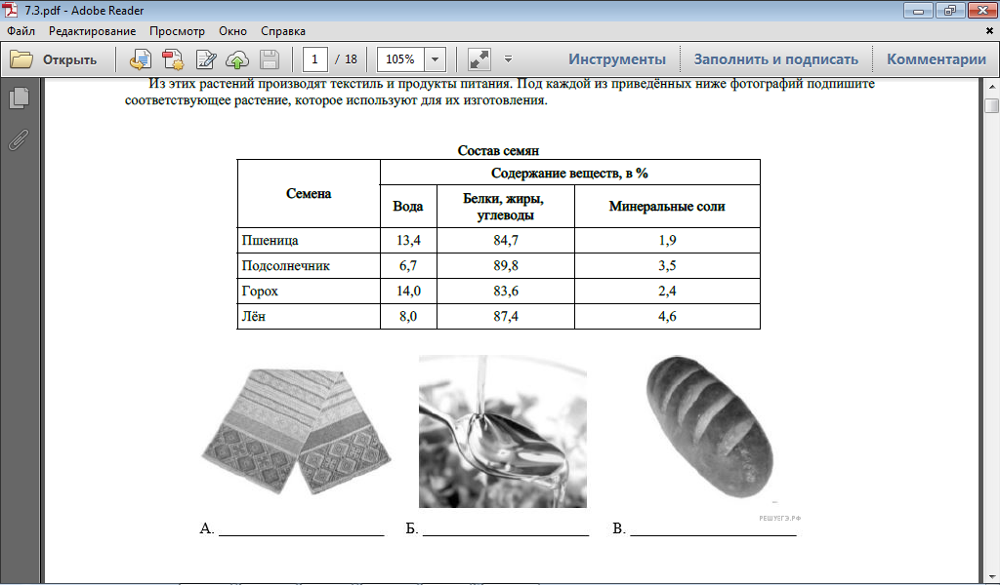 7.3.pdf - Adobe Reader
Файл Редактирование Просмотр Окно Справка
Открыть 1 / 18 105% Инструменты Заполнить и подписать Комментарии
Из этих растений производят текстиль и продукты питания. Под каждой из приведённых ниже фотографий подпишите
соответствующее растение, которое используют для их изготовления.
Состав семян
Семена Содержание веществ, в %
Вода Белки, жиры, углеводы Минеральные соли
Пшеница 13,4 84,7 1,9
Подсолнечник 6,7 89,8 3,5
Горох 14,0 83,6 2,4
Лён 8,0 87,4 4,6
РЕШУЕГЭ.РФ
А. ______________________ Б. ______________________ В. ______________________